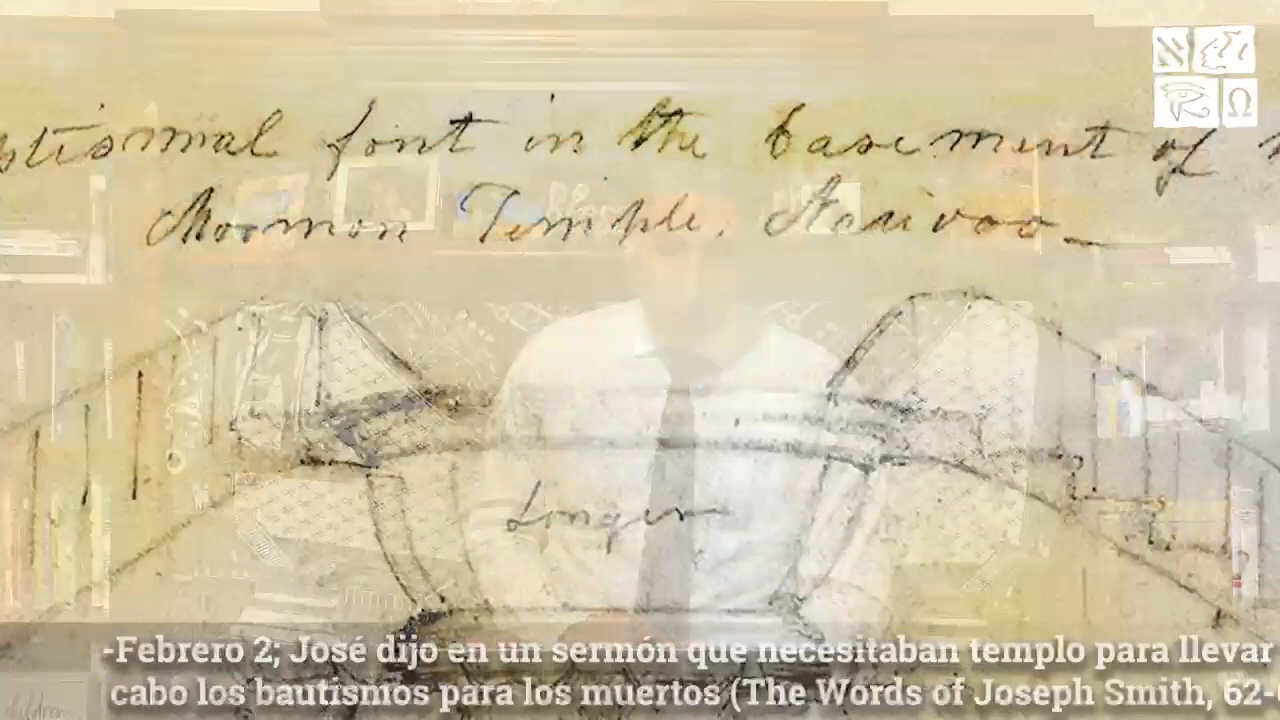 ptismal font in the basement of
Mormon Temple, Nauvoo_
Longer
-Febrero 2; José dijo en un sermón que necesitaban templo para llevar
cabo los bautismos para los muertos (The Words of Joseph Smith, 62-